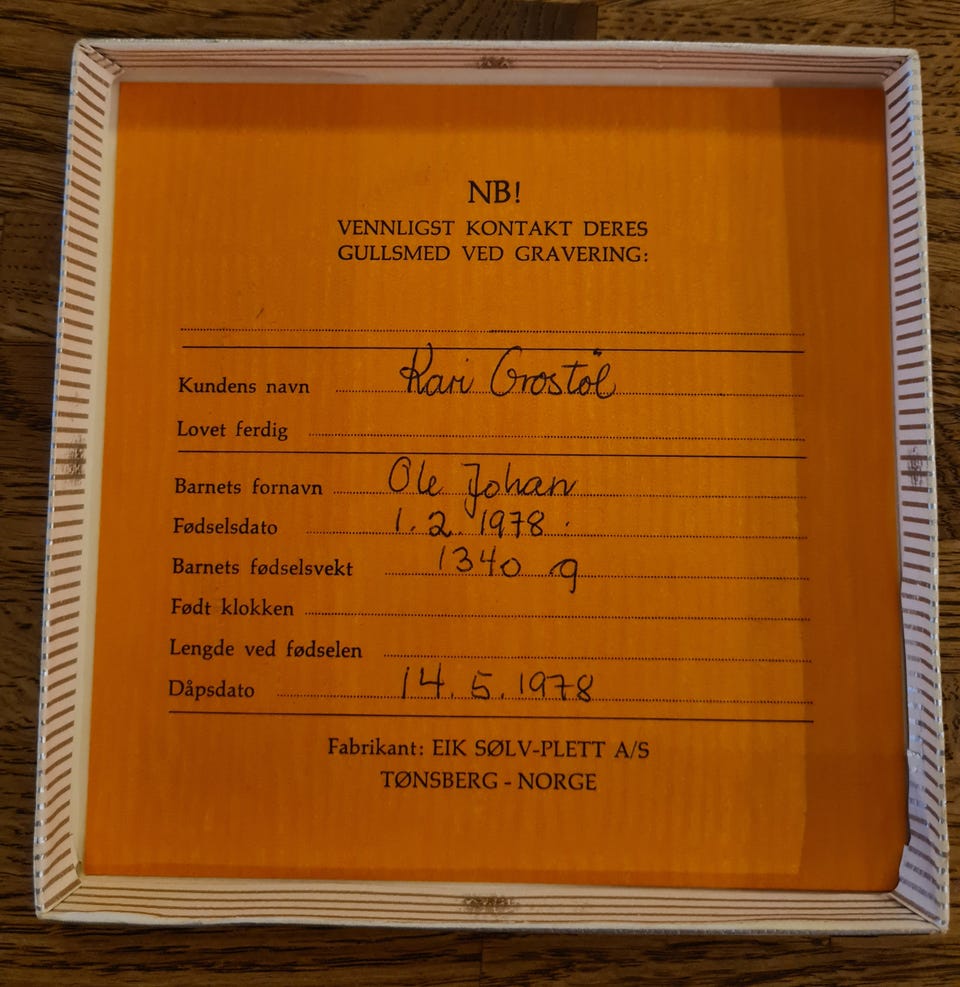 NB!
VENNLIGST KONTAKT DERES
GULLSMED VED GRAVERING:
Kundens navn Kari Grostöl
Lovet ferdig
Barnets fornavn Ole Johan
Fødselsdato 1.2.1978.
Barnets fødselsvekt 1340 g
Født klokken
Lengde ved fødselen
Dåpsdato 14.5.1978
Fabrikant: EIK SØLV-PLETT A/S
TØNSBERG - NORGE